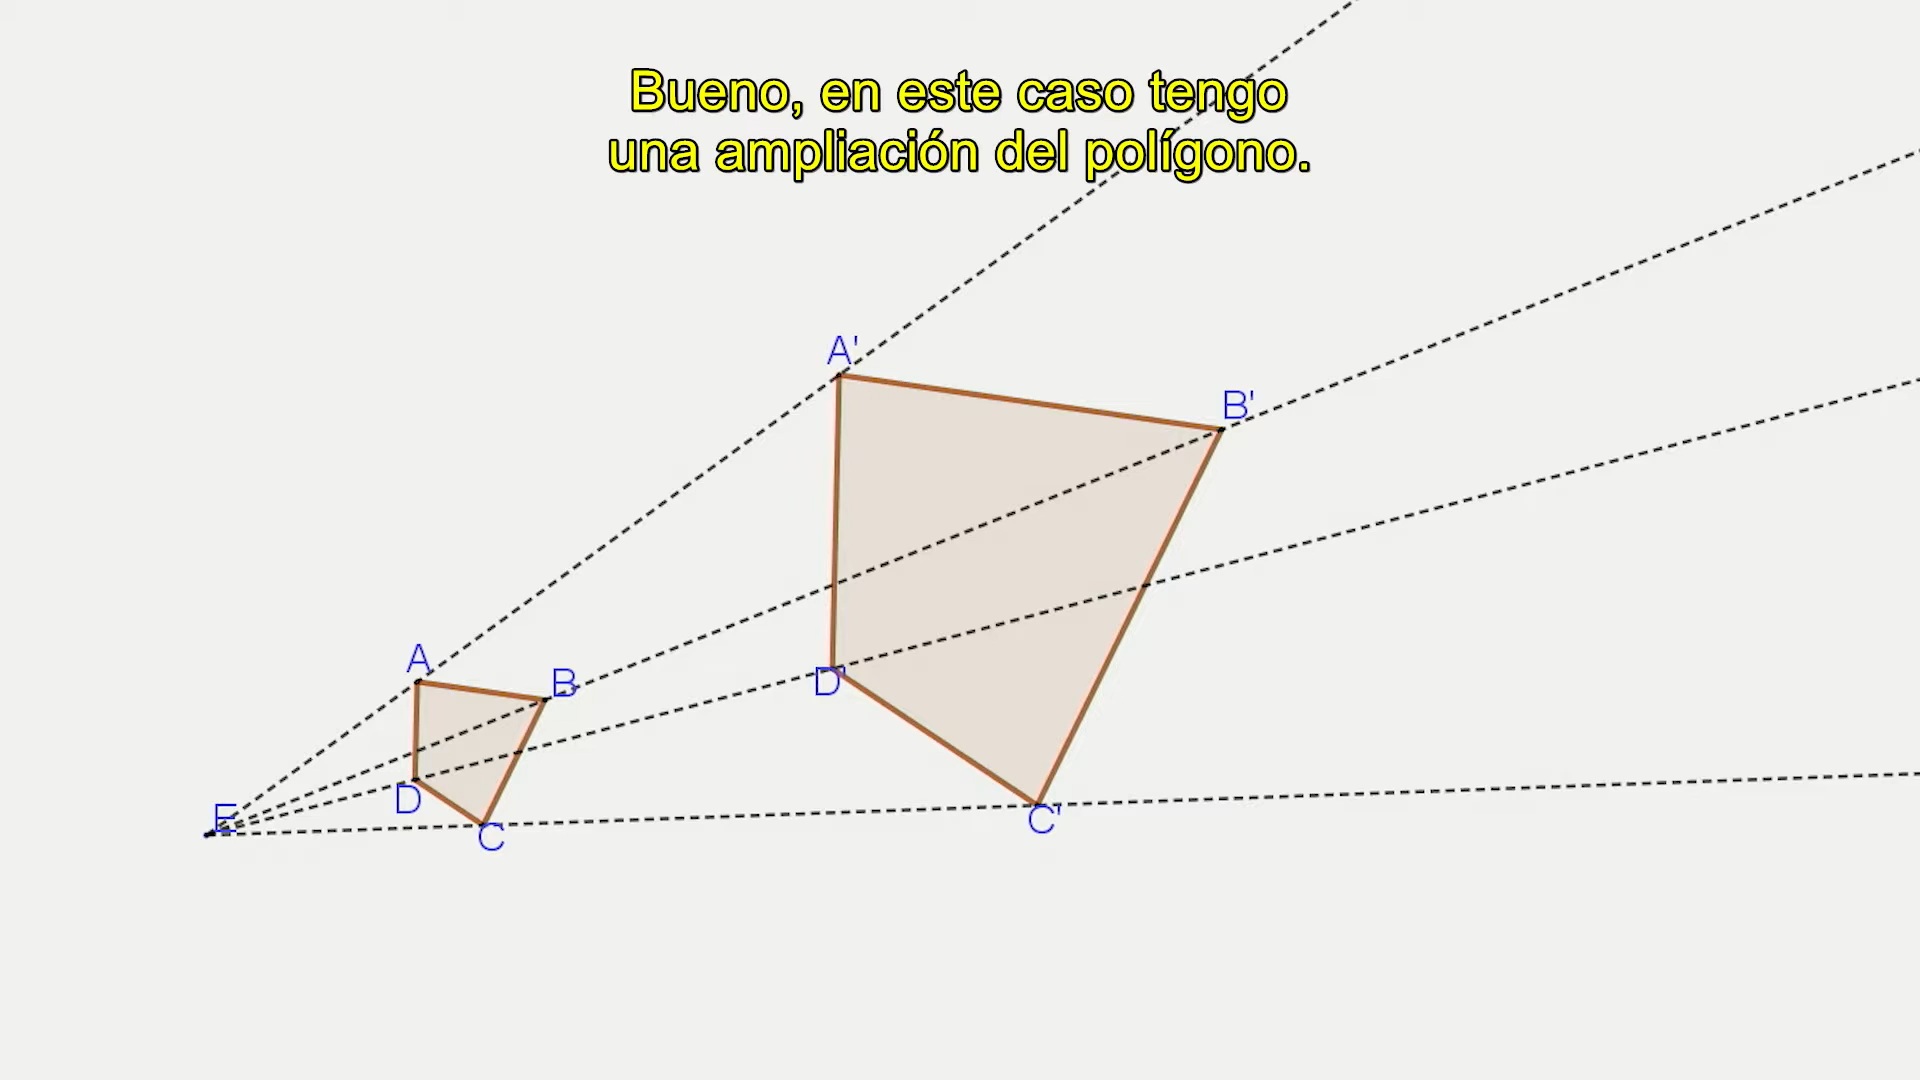 Bueno, en este caso tengo
una ampliación del polígono.
A'
B'
A
B
D'
D
E
C
C'